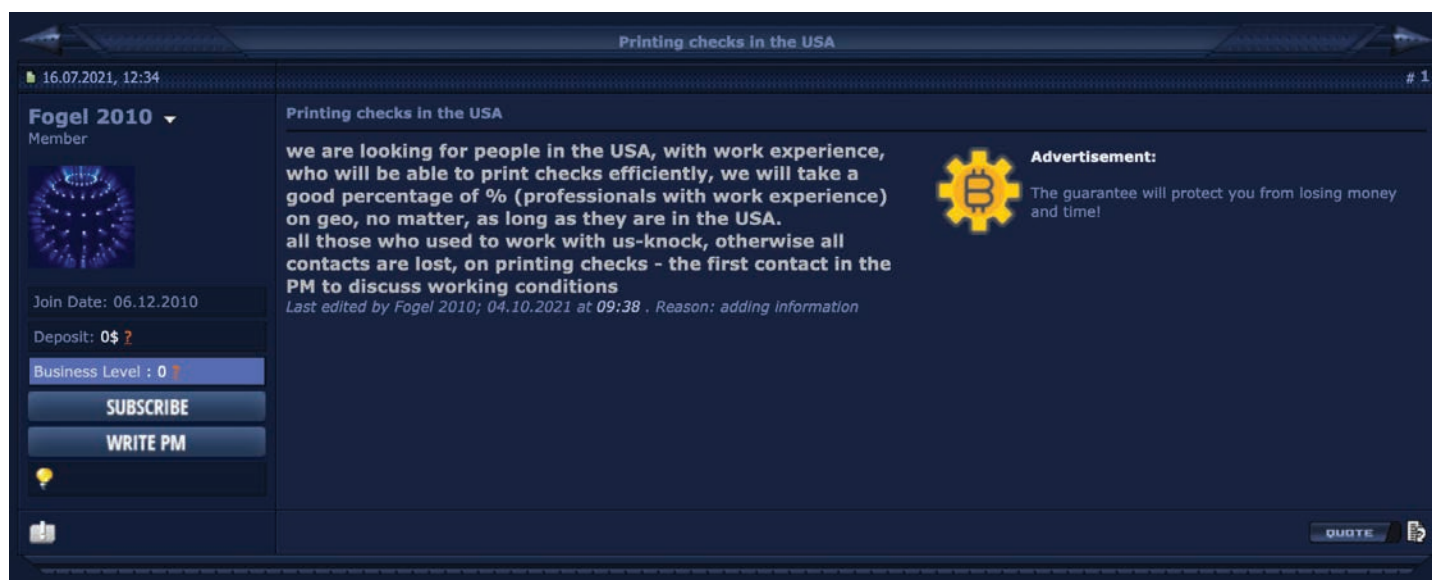 Printing checks in the USA
16.07.2021, 12:34
# 1
Fogel 2010
Member
Join Date: 06.12.2010
Deposit: 0$ ?
Business Level : 0 ?
SUBSCRIBE
WRITE PM
Printing checks in the USA
we are looking for people in the USA, with work experience,
who will be able to print checks efficiently, we will take a
good percentage of % (professionals with work experience)
on geo, no matter, as long as they are in the USA.
all those who used to work with us-knock, otherwise all
contacts are lost, on printing checks - the first contact in the
PM to discuss working conditions
Last edited by Fogel 2010; 04.10.2021 at 09:38 . Reason: adding information
Advertisement:
The guarantee will protect you from losing money
and time!
QUOTE